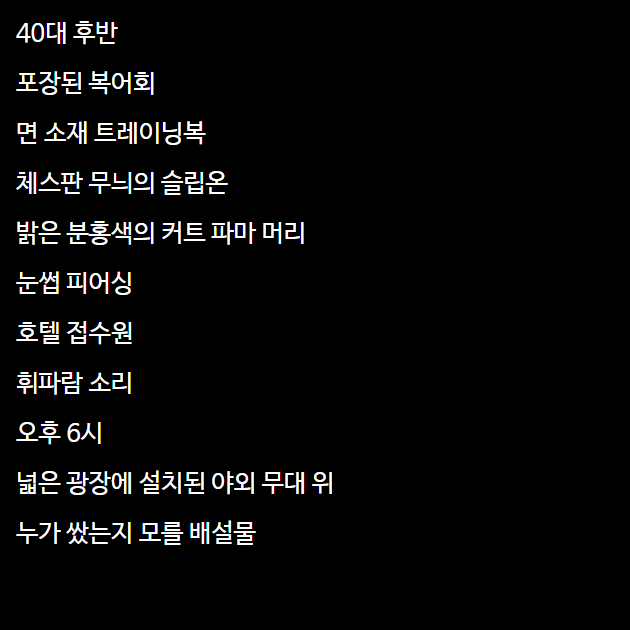 40대 후반
포장된 복어회
면 소재 트레이닝복
체스판 무늬의 슬립온
밝은 분홍색의 커트 파마 머리
눈썹 피어싱
호텔 접수원
휘파람 소리
오후 6시
넓은 광장에 설치된 야외 무대 위
누가 쌌는지 모를 배설물